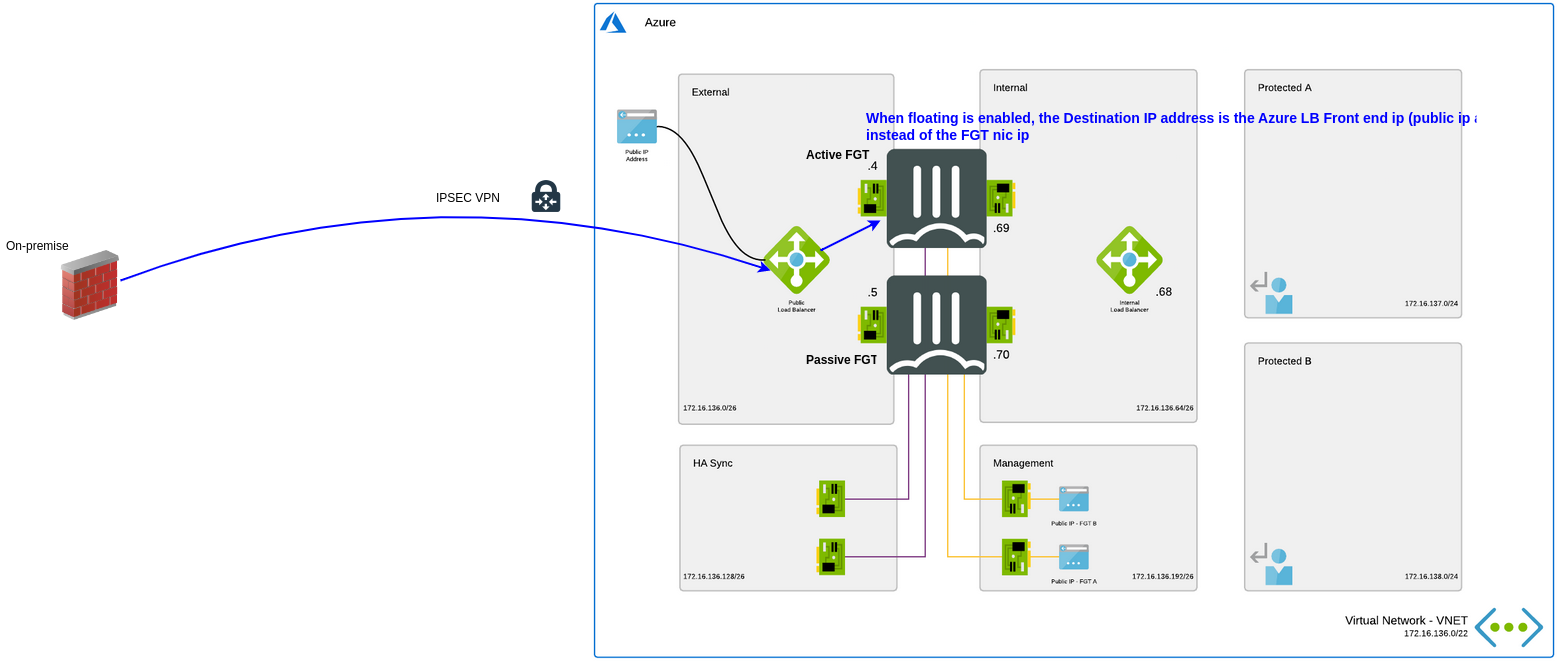 Azure
External
Internal
Protected A
When floating is enabled, the Destination IP address is the Azure LB Front end ip (public ip
instead of the FGT nic ip
Public IP
Address
Active FGT
.4
IPSEC VPN
.69
On-premise
.5
.68
Public
Load Balancer
Internal
Load Balancer
172.16.137.0/24
Passive FGT
.70
Protected B
172.16.136.0/26
172.16.136.64/26
HA Sync
Management
Public IP - FGT B
172.16.136.128/26
Public IP - FGT A
172.16.136.192/26
172.16.138.0/24
Virtual Network - VNET
172.16.136.0/22